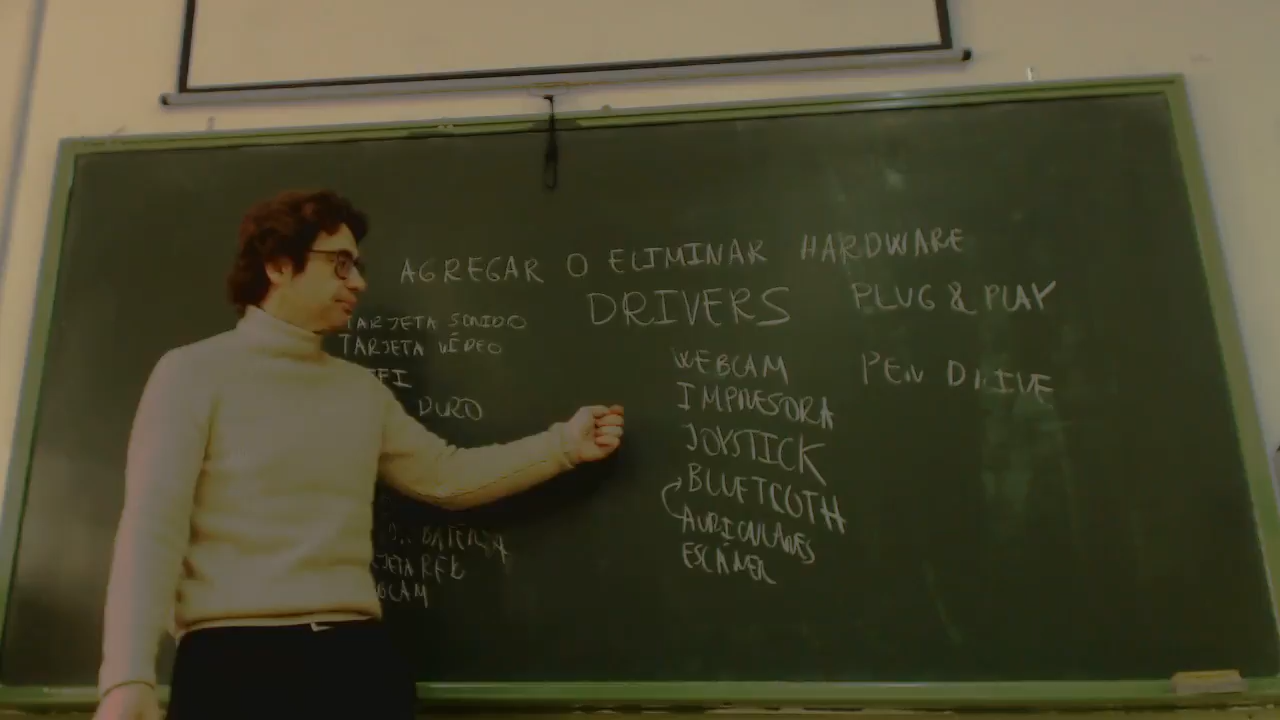 AGREGAR O ELIMINAR HARDWARE
DRIVERS
PLUG & PLAY
TARJETA SONIDO
TARJETA VÍDEO
DURO
BATERÍA
WEBCAM
IMPRESORA
JOYSTICK
BLUETOOTH
AURICULARES
ESCÁNER
PEN DRIVE